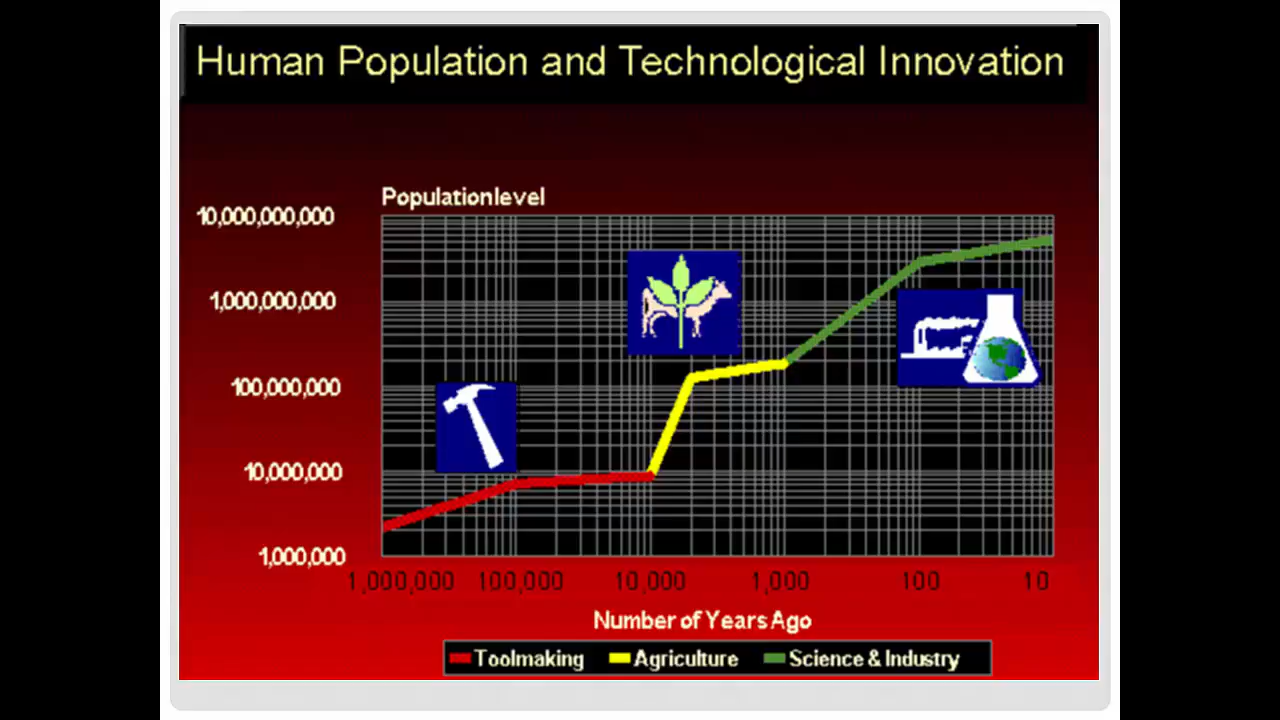 Human Population and Technological Innovation
Populationlevel
10,000,000,000
1,000,000,000
100,000,000
10,000,000
1,000,000
1,000,000 100,000 10,000 1,000 100 10
Number of Years Ago
Toolmaking Agriculture Science & Industry